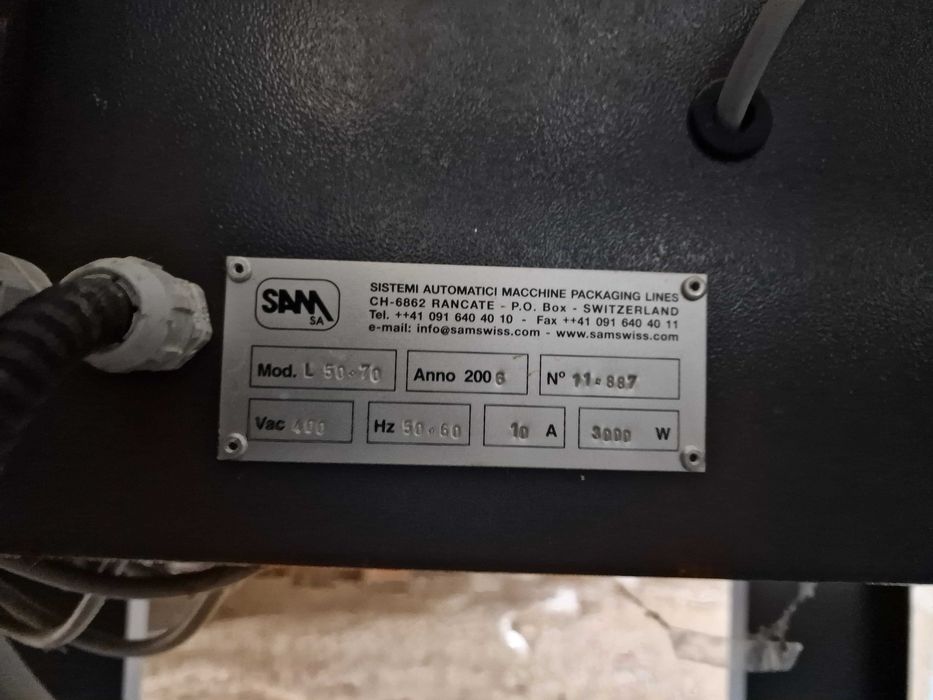 SAM
SA
SISTEMI AUTOMATICI MACCHINE PACKAGING LINES
CH-6862 RANCATE - P.O. Box - SWITZERLAND
Tel. ++41 091 640 40 10 - Fax ++41 091 640 40 11
e-mail: info@samswiss.com - www.samswiss.com
Mod. L 50·70
Anno 2006
N° 11·887
Vac 400
Hz 50·60
10 A
3000 W